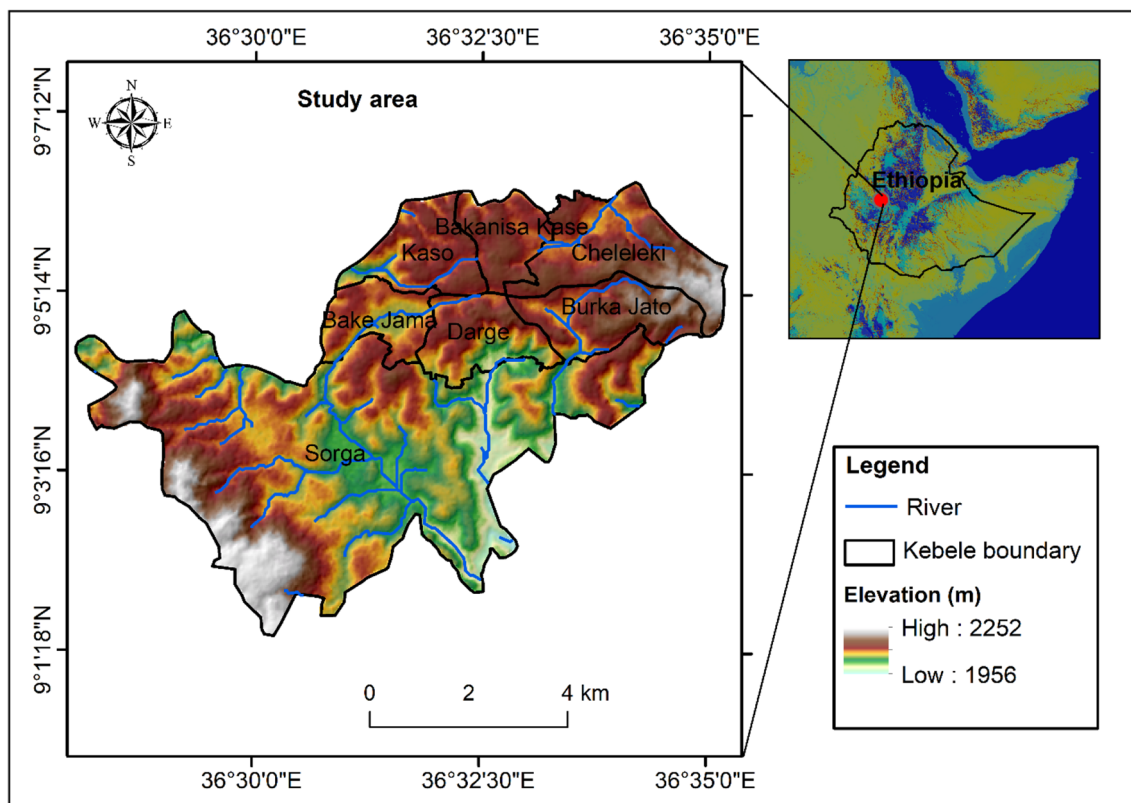 36°30'0"E 36°32'30"E 36°35'0"E
Study area
N
W E
S
9°7'12"N
9°5'14"N
9°3'16"N
9°1'18"N
Ethiopia
Bakanisa Kase
Kaso
Cheleleki
Burka Jato
Bake Jama
Darge
Sorga
0 2 4 km
Legend
River
Kebele boundary
Elevation (m)
High : 2252
Low : 1956
36°30'0"E 36°32'30"E 36°35'0"E